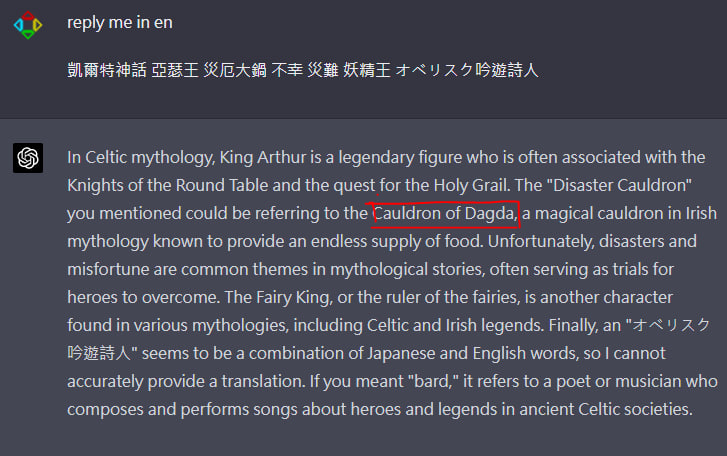 reply me in en
凱爾特神話 亞瑟王 災厄大鍋 不幸 災難 妖精王 オベリスク吟遊詩人
In Celtic mythology, King Arthur is a legendary figure who is often associated with the
Knights of the Round Table and the quest for the Holy Grail. The "Disaster Cauldron"
you mentioned could be referring to the Cauldron of Dagda, a magical cauldron in Irish
mythology known to provide an endless supply of food. Unfortunately, disasters and
misfortune are common themes in mythological stories, often serving as trials for
heroes to overcome. The Fairy King, or the ruler of the fairies, is another character
found in various mythologies, including Celtic and Irish legends. Finally, an "オベリスク
吟遊詩人" seems to be a combination of Japanese and English words, so I cannot
accurately provide a translation. If you meant "bard," it refers to a poet or musician who
composes and performs songs about heroes and legends in ancient Celtic societies.